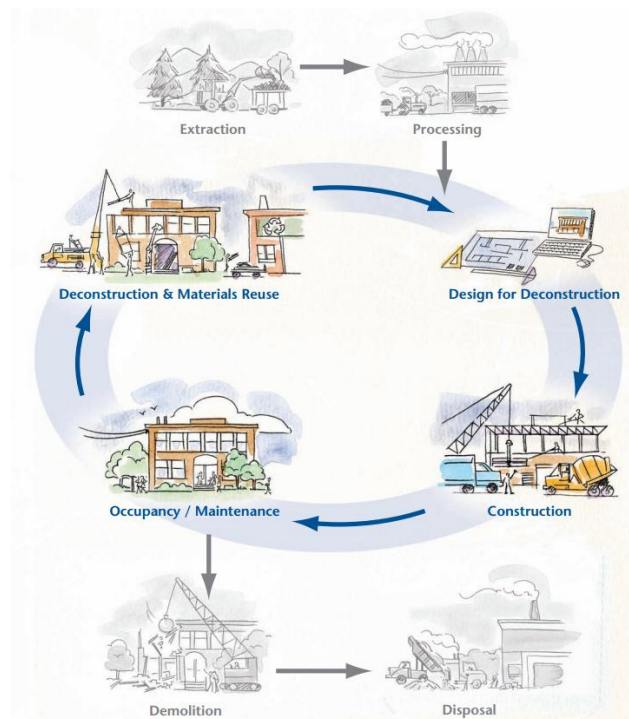 Extraction
Processing
Deconstruction & Materials Reuse
Design for Deconstruction
Occupancy / Maintenance
Construction
Demolition
Disposal